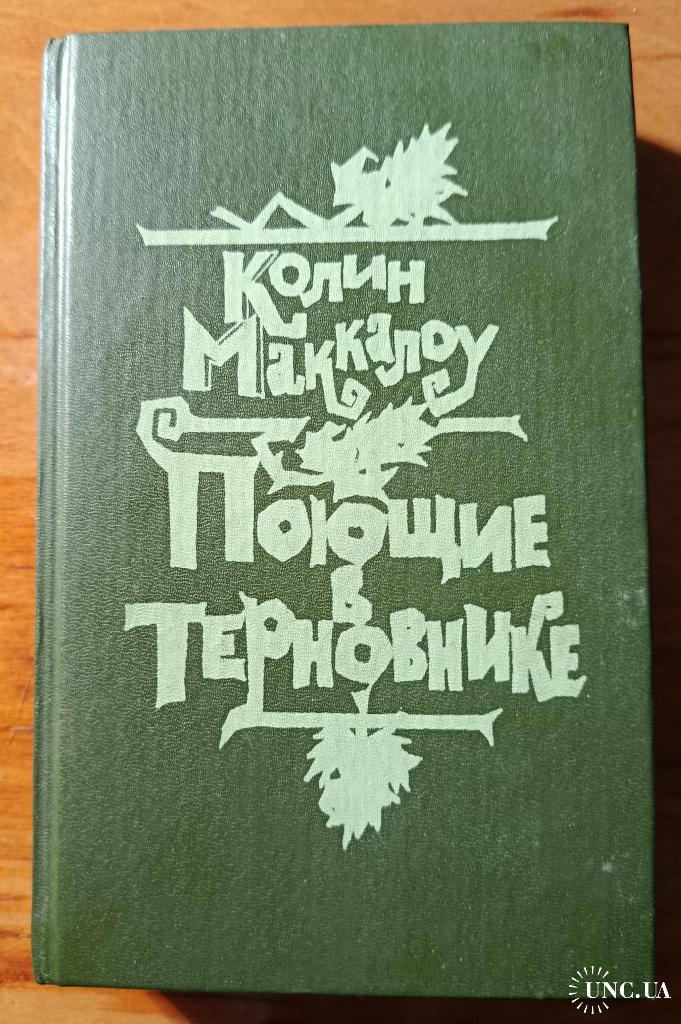 Колин
Маккалоу
Поющие
в
терновнике
UNC.UA